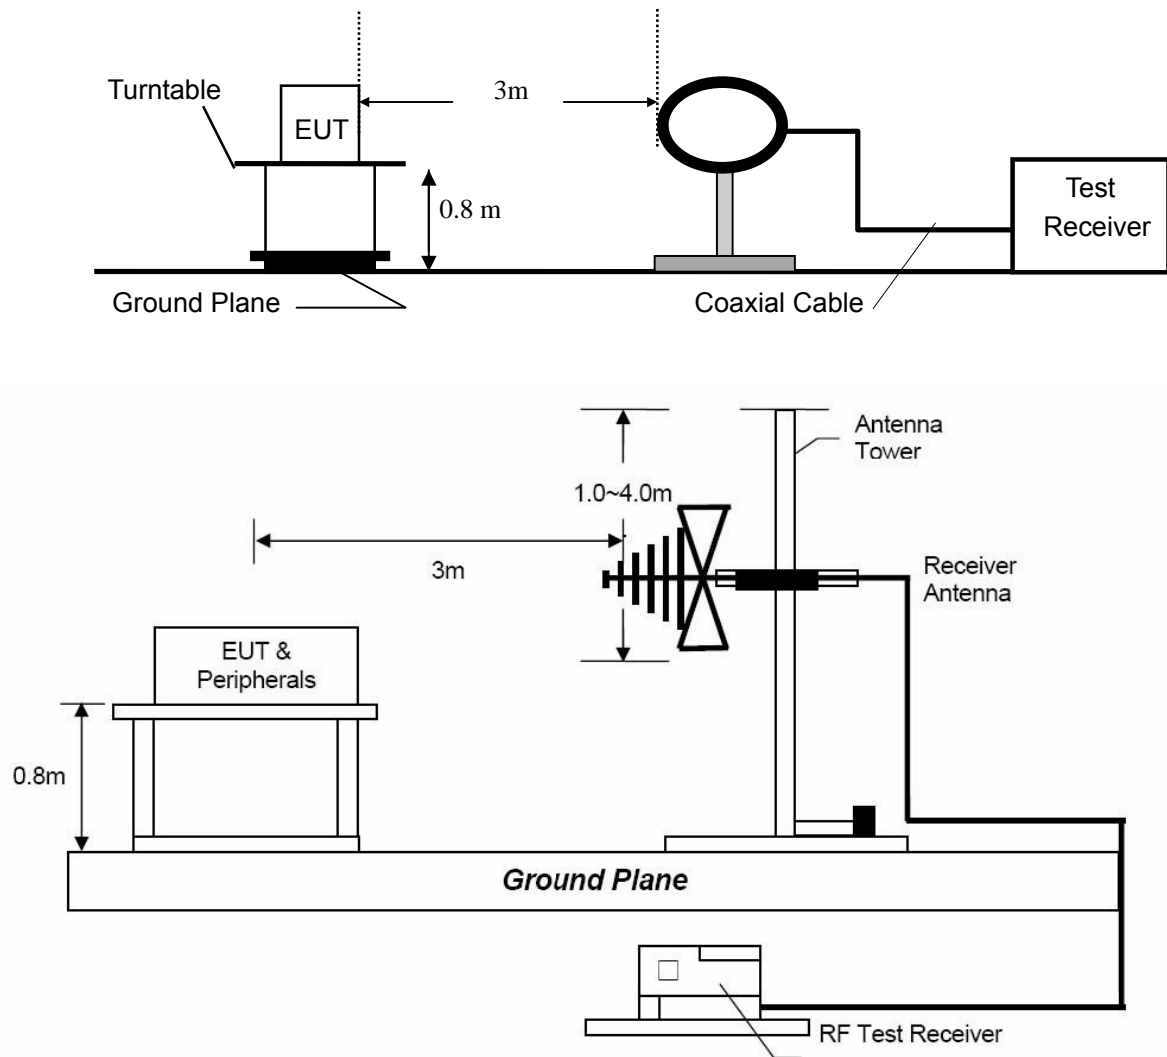 Turntable
3m
EUT
0.8 m
Test
Receiver
Ground Plane
Coaxial Cable
Antenna
Tower
1.0~4.0m
3m
Receiver
Antenna
EUT &
Peripherals
0.8m
Ground Plane
RF Test Receiver